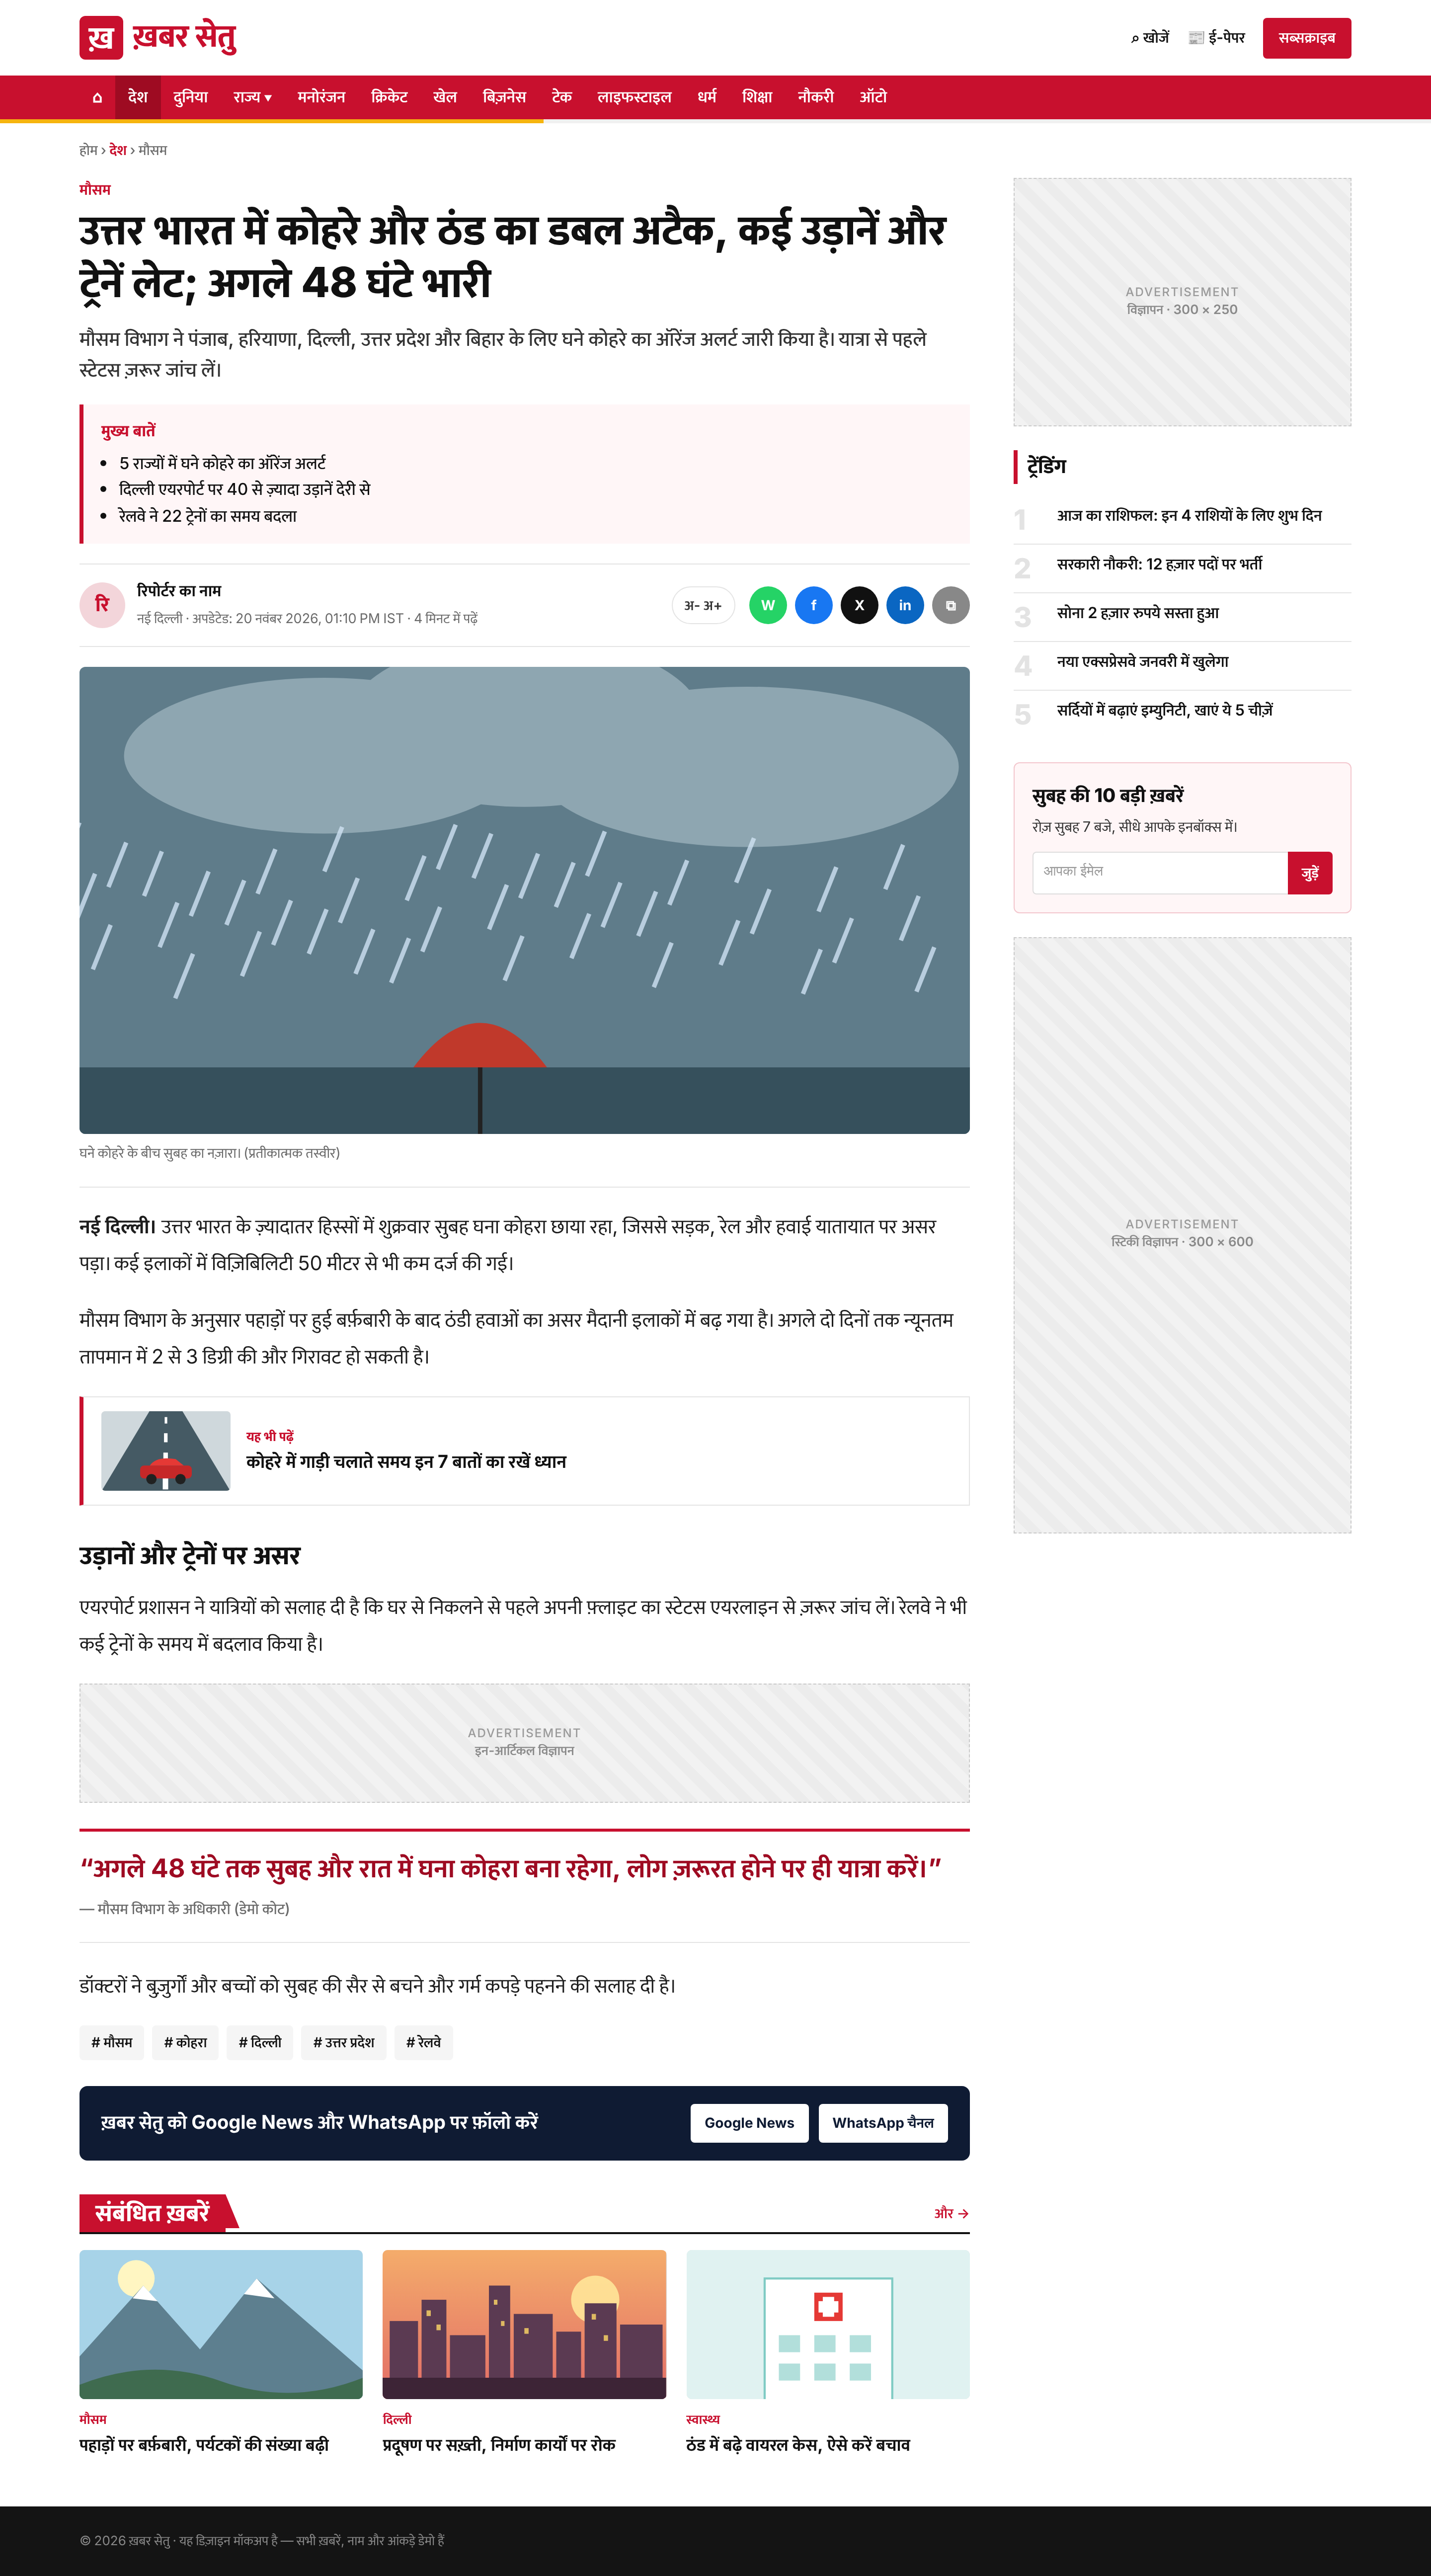 ख़ ख़बर सेतु
⌕ खोजें 📰 ई-पेपर सब्सक्राइब
⌂ देश दुनिया राज्य ▾ मनोरंजन क्रिकेट खेल बिज़नेस टेक लाइफस्टाइल धर्म शिक्षा नौकरी ऑटो
होम › देश › मौसम
मौसम
उत्तर भारत में कोहरे और ठंड का डबल अटैक, कई उड़ानें और
ट्रेनें लेट; अगले 48 घंटे भारी
मौसम विभाग ने पंजाब, हरियाणा, दिल्ली, उत्तर प्रदेश और बिहार के लिए घने कोहरे का ऑरेंज अलर्ट जारी किया है। यात्रा से पहले
स्टेटस ज़रूर जांच लें।
मुख्य बातें
• 5 राज्यों में घने कोहरे का ऑरेंज अलर्ट
• दिल्ली एयरपोर्ट पर 40 से ज़्यादा उड़ानें देरी से
• रेलवे ने 22 ट्रेनों का समय बदला
रि
रिपोर्टर का नाम
नई दिल्ली · अपडेटेड: 20 नवंबर 2026, 01:10 PM IST · 4 मिनट में पढ़ें
अ- अ+ W f X in ⧉
घने कोहरे के बीच सुबह का नज़ारा। (प्रतीकात्मक तस्वीर)
नई दिल्ली। उत्तर भारत के ज़्यादातर हिस्सों में शुक्रवार सुबह घना कोहरा छाया रहा, जिससे सड़क, रेल और हवाई यातायात पर असर
पड़ा। कई इलाकों में विज़िबिलिटी 50 मीटर से भी कम दर्ज की गई।
मौसम विभाग के अनुसार पहाड़ों पर हुई बर्फ़बारी के बाद ठंडी हवाओं का असर मैदानी इलाकों में बढ़ गया है। अगले दो दिनों तक न्यूनतम
तापमान में 2 से 3 डिग्री की और गिरावट हो सकती है।
यह भी पढ़ें
कोहरे में गाड़ी चलाते समय इन 7 बातों का रखें ध्यान
उड़ानों और ट्रेनों पर असर
एयरपोर्ट प्रशासन ने यात्रियों को सलाह दी है कि घर से निकलने से पहले अपनी फ़्लाइट का स्टेटस एयरलाइन से ज़रूर जांच लें। रेलवे ने भी
कई ट्रेनों के समय में बदलाव किया है।
ADVERTISEMENT
इन-आर्टिकल विज्ञापन
“अगले 48 घंटे तक सुबह और रात में घना कोहरा बना रहेगा, लोग ज़रूरत होने पर ही यात्रा करें।”
— मौसम विभाग के अधिकारी (डेमो कोट)
डॉक्टरों ने बुज़ुर्गों और बच्चों को सुबह की सैर से बचने और गर्म कपड़े पहनने की सलाह दी है।
# मौसम # कोहरा # दिल्ली # उत्तर प्रदेश # रेलवे
ख़बर सेतु को Google News और WhatsApp पर फ़ॉलो करें
Google News WhatsApp चैनल
संबंधित ख़बरें और →
मौसम
पहाड़ों पर बर्फ़बारी, पर्यटकों की संख्या बढ़ी
दिल्ली
प्रदूषण पर सख़्ती, निर्माण कार्यों पर रोक
स्वास्थ्य
ठंड में बढ़े वायरल केस, ऐसे करें बचाव
ADVERTISEMENT
विज्ञापन · 300 × 250
ट्रेंडिंग
1 आज का राशिफल: इन 4 राशियों के लिए शुभ दिन
2 सरकारी नौकरी: 12 हज़ार पदों पर भर्ती
3 सोना 2 हज़ार रुपये सस्ता हुआ
4 नया एक्सप्रेसवे जनवरी में खुलेगा
5 सर्दियों में बढ़ाएं इम्युनिटी, खाएं ये 5 चीज़ें
सुबह की 10 बड़ी ख़बरें
रोज़ सुबह 7 बजे, सीधे आपके इनबॉक्स में।
आपका ईमेल जुड़ें
ADVERTISEMENT
स्टिकी विज्ञापन · 300 × 600
© 2026 ख़बर सेतु · यह डिज़ाइन मॉकअप है — सभी ख़बरें, नाम और आंकड़े डेमो हैं